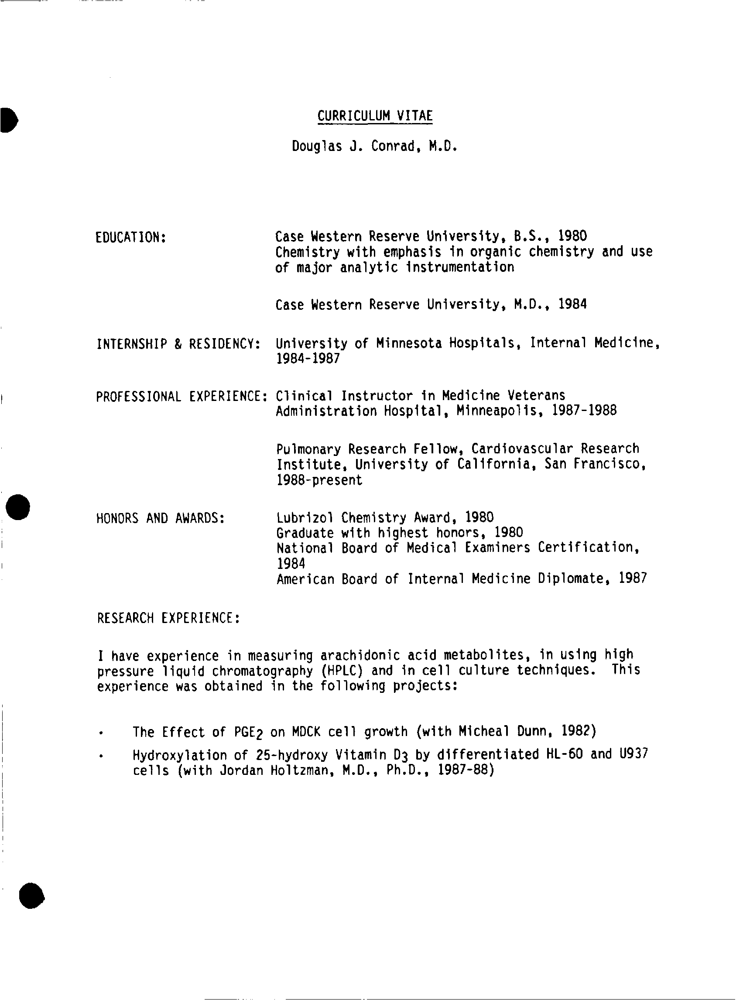 CURRICULUM VITAE
Douglas J. Conrad, M.D.
EDUCATION: Case Western Reserve University, B.S., 1980
Chemistry with emphasis in organic chemistry and use
of major analytic instrumentation
Case Western Reserve University, M.D., 1984
INTERNSHIP & RESIDENCY: University of Minnesota Hospitals, Internal Medicine,
1984-1987
PROFESSIONAL EXPERIENCE: Clinical Instructor in Medicine Veterans
Administration Hospital, Minneapolis, 1987-1988
Pulmonary Research Fellow, Cardiovascular Research
Institute, University of California, San Francisco,
1988-present
HONORS AND AWARDS: Lubrizol Chemistry Award, 1980
Graduate with highest honors, 1980
National Board of Medical Examiners Certification,
1984
American Board of Internal Medicine Diplomate, 1987
RESEARCH EXPERIENCE:
I have experience in measuring arachidonic acid metabolites, in using high
pressure liquid chromatography (HPLC) and in cell culture techniques. This
experience was obtained in the following projects:
· The Effect of PGE2 on MDCK cell growth (with Micheal Dunn, 1982)
· Hydroxylation of 25-hydroxy Vitamin D3 by differentiated HL-60 and U937
cells (with Jordan Holtzman, M.D., Ph.D., 1987-88)